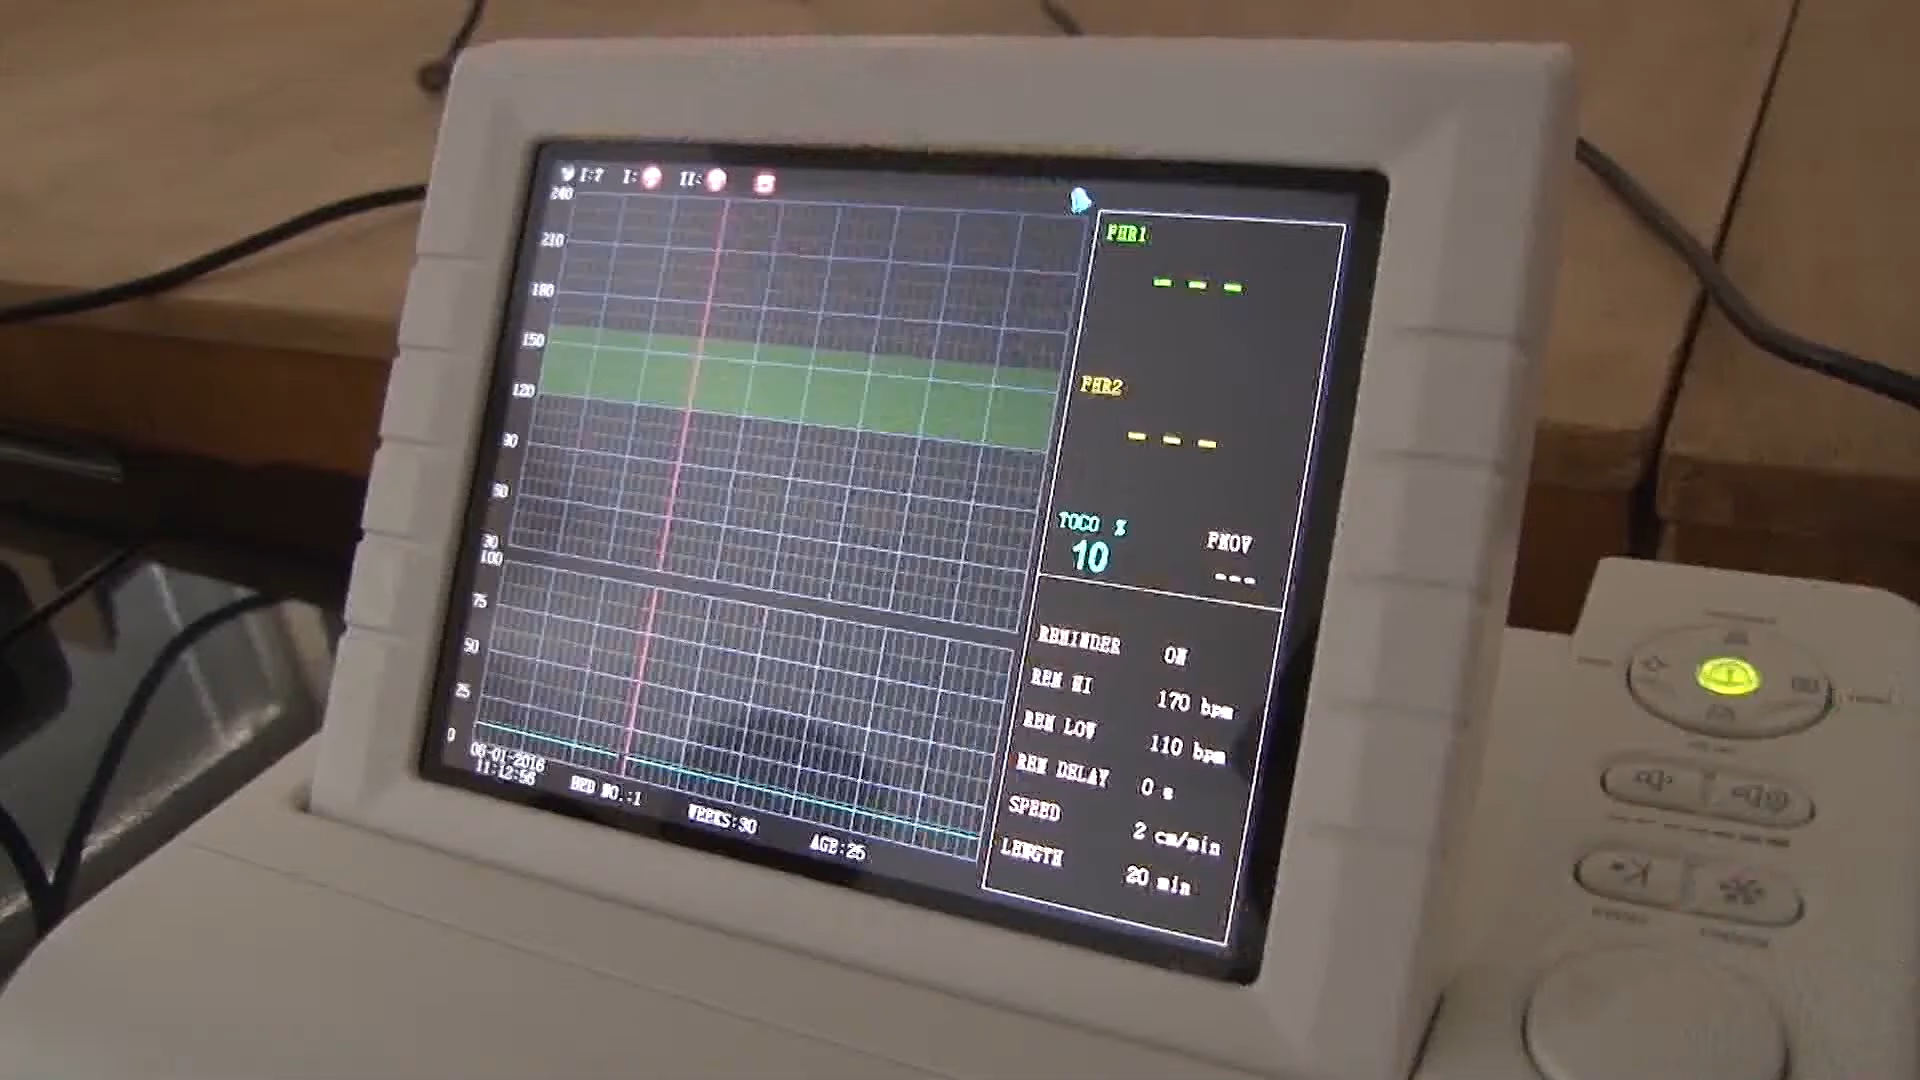 I:7 I: II:
240
210
180
150
120
90
60
30
100
75
50
25
0
FHR1
- - -
FHR2
- - -
TOCO %
10
FMOV
---
REMINDER ON
REM HI 170 bpm
REM LOW 110 bpm
REM DELAY 0 s
SPEED 2 cm/min
LENGTH 20 min
06-01-2016
11:12:56
BED NO.:1
WEEKS:30
AGE:25